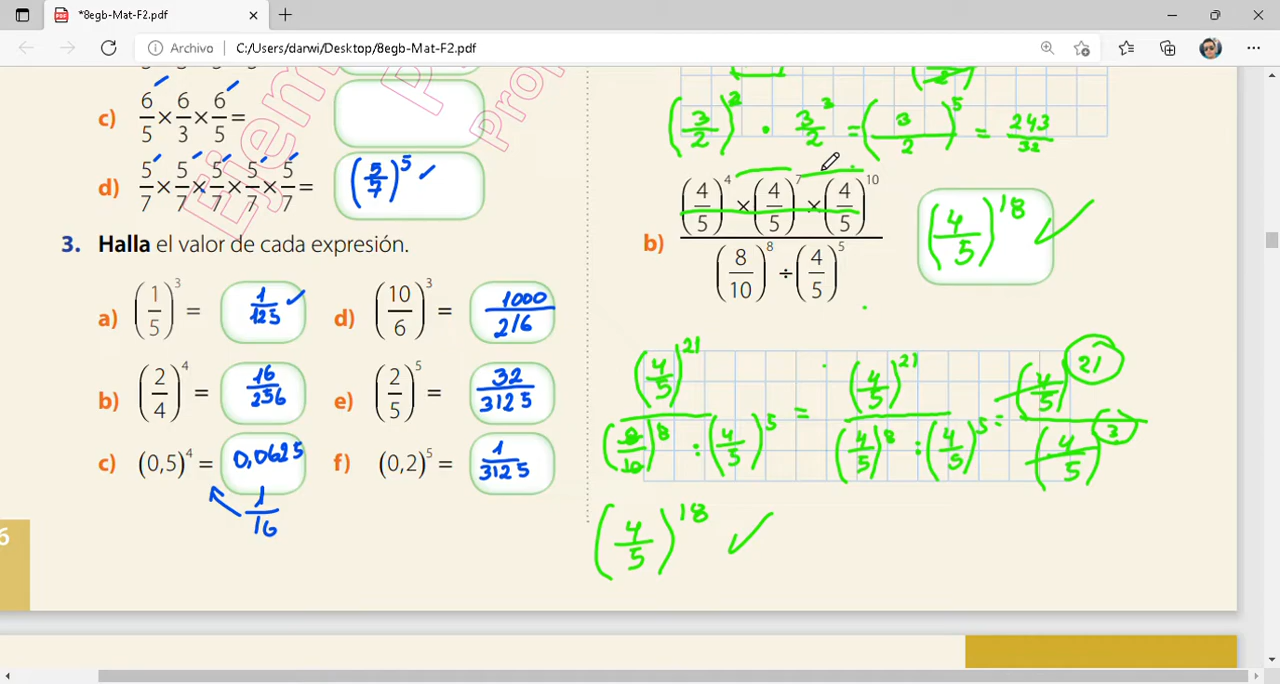 *8egb-Mat-F2.pdf
Archivo
C:/Users/darwi/Desktop/8egb-Mat-F2.pdf
c) 6/5 × 6/3 × 6/5 =
d) 5/7 × 5/7 × 5/7 × 5/7 × 5/7 = (5/7)^5 ✓
3. Halla el valor de cada expresión.
a) (1/5)^3 = 1/125 ✓
d) (10/6)^3 = 1000/216
b) (2/4)^4 = 16/256
e) (2/5)^5 = 32/3125
c) (0,5)^4 = 0,0625
1/16
f) (0,2)^5 = 1/3125
(3/2)^2 · 3/2^3 = (3/2)^5 = 243/32
b) ((4/5)^4 × (4/5)^7 × (4/5)^10) / ((8/10)^8 ÷ (4/5)^5)
(4/5)^18 ✓
(4/5)^21 / ((8/10)^8 : (4/5)^5) = (4/5)^21 / ((4/5)^8 : (4/5)^5) = (4/5)^21 / (4/5)^3
(4/5)^18 ✓
6